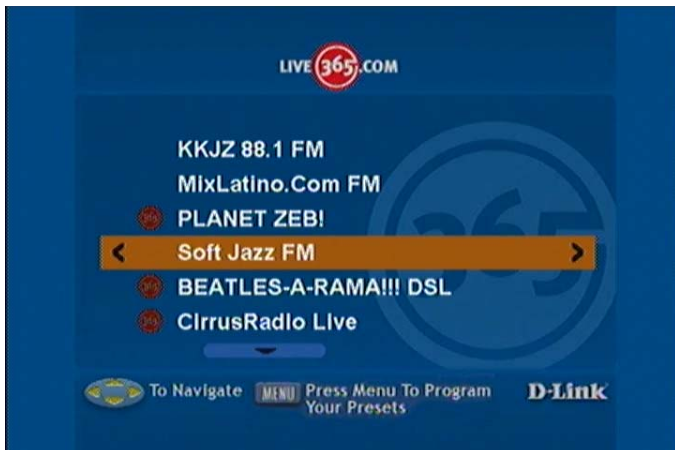 LIVE 365.COM
KKJZ 88.1 FM
MixLatino.Com FM
PLANET ZEB!
Soft Jazz FM
BEATLES-A-RAMA!!! DSL
CirrusRadio Live
365
To Navigate MENU Press Menu To Program
Your Presets
D-Link